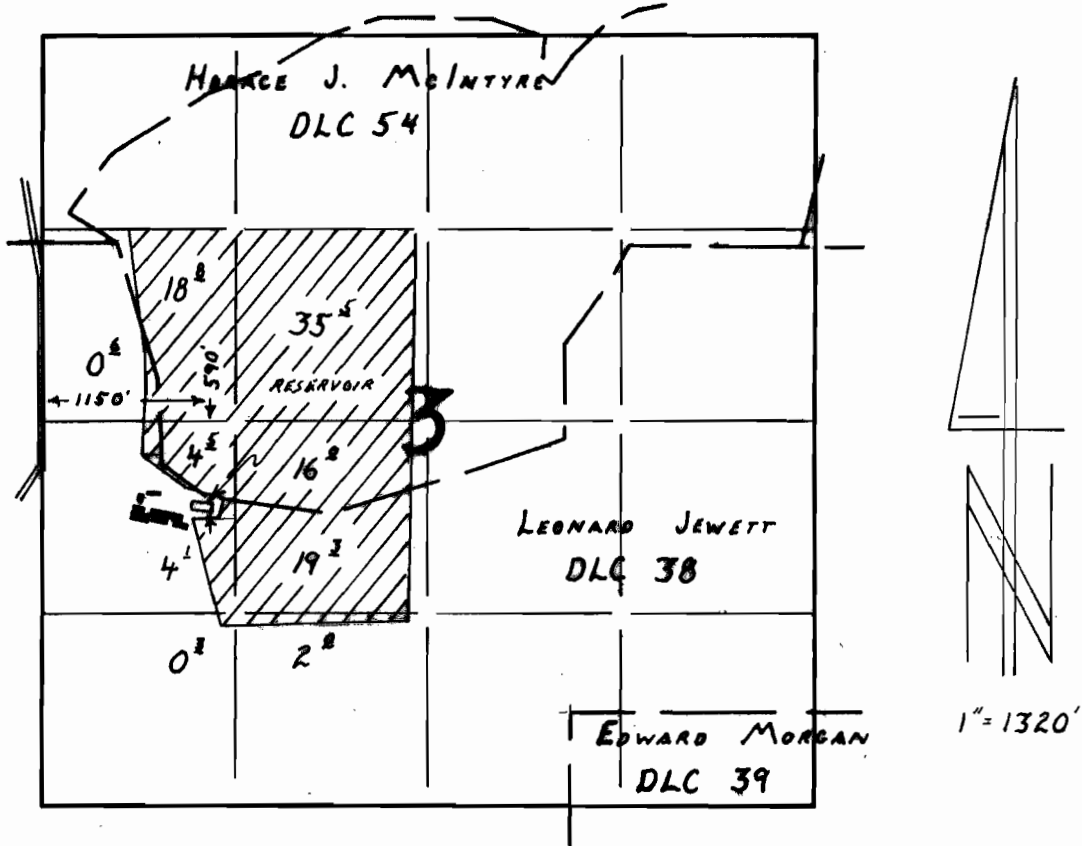 HORACE J. McINTYRE
DLC 54
18
35
0
590'
RESERVOIR
1150'
3
4
16
LEONARD JEWETT
DLC 38
4
19
0
2
EDWARD MORGAN
DLC 39
N
1"=1320'